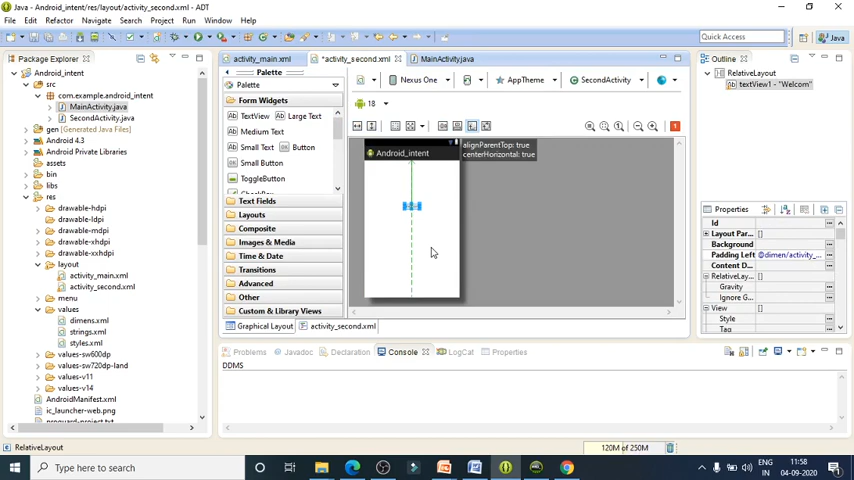 Java - Android_intent/res/layout/activity_second.xml - ADT
File Edit Refactor Navigate Search Project Run Window Help
Quick Access
Java
Package Explorer
Android_intent
src
com.example.android_intent
MainActivity.java
SecondActivity.java
gen [Generated Java Files]
Android 4.3
Android Private Libraries
assets
bin
libs
res
drawable-hdpi
drawable-ldpi
drawable-mdpi
drawable-xhdpi
drawable-xxhdpi
layout
activity_main.xml
activity_second.xml
menu
values
dimens.xml
strings.xml
styles.xml
values-sw600dp
values-sw720dp-land
values-v11
values-v14
AndroidManifest.xml
ic_launcher-web.png
proguard-project.txt
activity_main.xml
*activity_second.xml
MainActivity.java
Palette
Palette
Form Widgets
TextView Large Text
Medium Text
Small Text Button
Small Button
ToggleButton
CheckBox
Text Fields
Layouts
Composite
Images & Media
Time & Date
Transitions
Advanced
Other
Custom & Library Views
Graphical Layout
activity_second.xml
Nexus One
AppTheme
SecondActivity
18
1
alignParentTop: true
centerHorizontal: true
Android_intent
Outline
RelativeLayout
textView1 - "Welcom"
Properties
Id
Layout Par... []
Background
Padding Left @dimen/activity_...
Content D...
RelativeLay... []
Gravity
Ignore G...
View []
Style
Tag
Problems Javadoc Declaration Console LogCat Properties
DDMS
RelativeLayout
120M of 250M
Type here to search
ENG
IN
11:58
04-09-2020